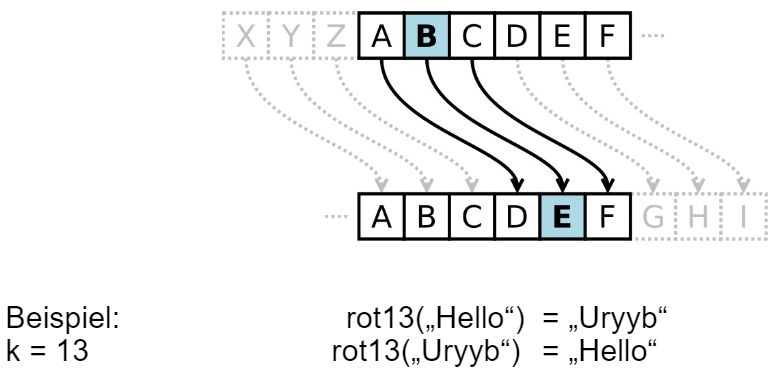 X Y Z A B C D E F ....
.... A B C D E F G H I
Beispiel: rot13(„Hello“) = „Uryyb“
k = 13 rot13(„Uryyb“) = „Hello“